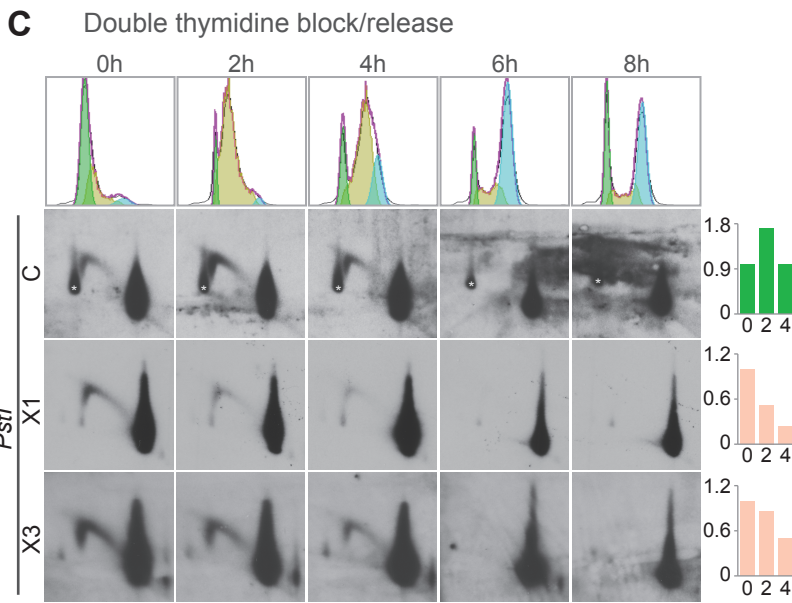 C Double thymidine block/release
0h 2h 4h 6h 8h
PstI
C
* * * * *
1.8
0.9
0
0 2 4
X1
1.2
0.6
0
0 2 4
X3
1.2
0.6
0
0 2 4